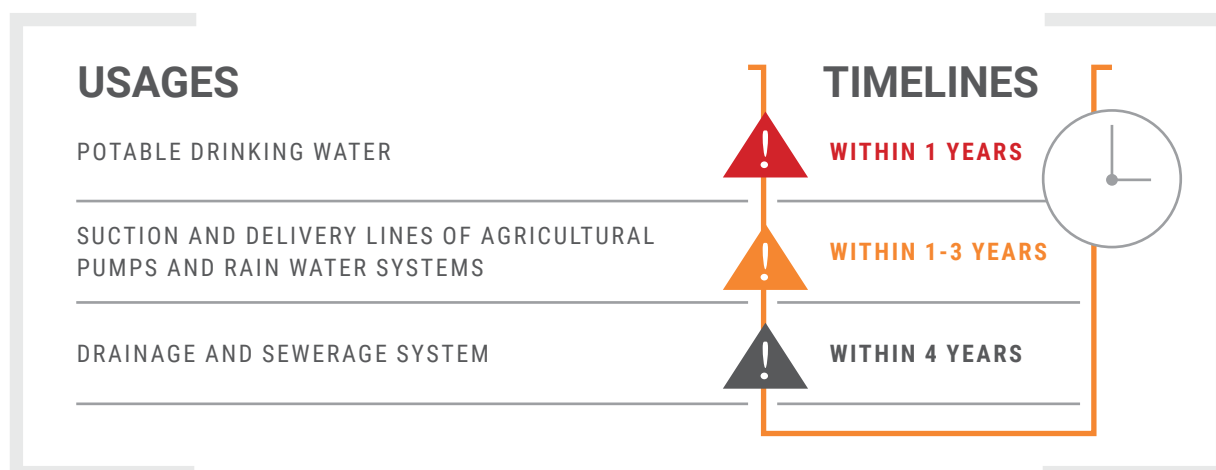 USAGES
TIMELINES
POTABLE DRINKING WATER
WITHIN 1 YEARS
SUCTION AND DELIVERY LINES OF AGRICULTURAL
PUMPS AND RAIN WATER SYSTEMS
WITHIN 1-3 YEARS
DRAINAGE AND SEWERAGE SYSTEM
WITHIN 4 YEARS